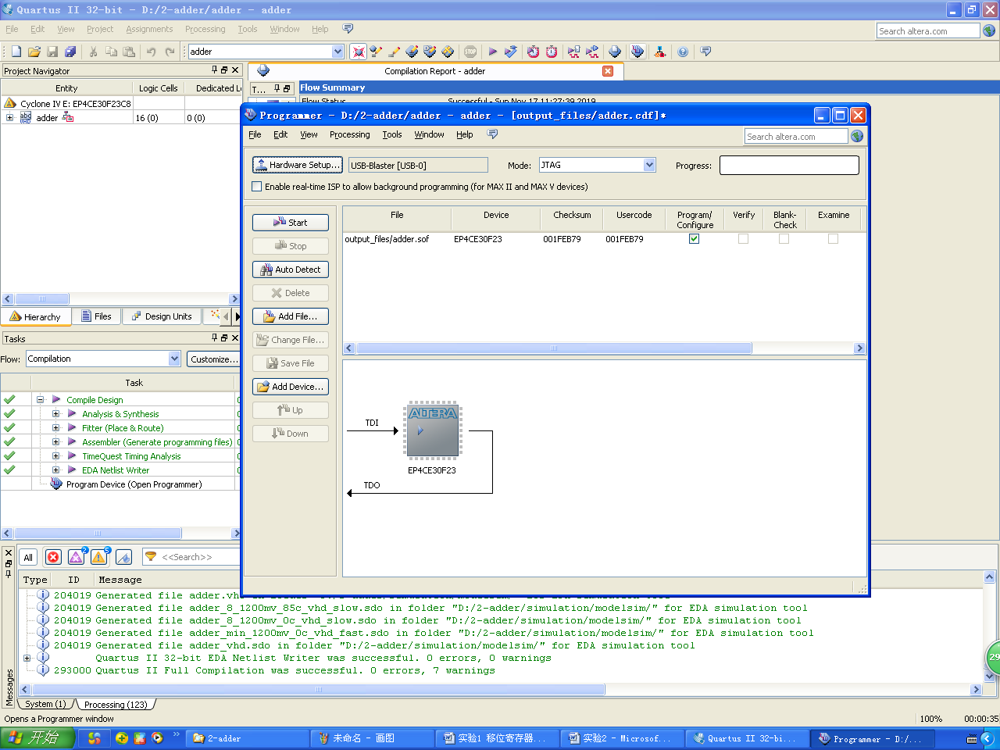 Quartus II 32-bit - D:/2-adder/adder - adder
File Edit View Project Assignments Processing Tools Window Help
Search altera.com
adder
Project Navigator
Entity Logic Cells Dedicated Lo
Cyclone IV E: EP4CE30F23C8
adder 16 (0) 0 (0)
Hierarchy Files Design Units
Compilation Report - adder
T...
Flow Summary
Flow Status Successful - Sun Nov 17 11:27:39 2019
Programmer - D:/2-adder/adder - adder - [output_files/adder.cdf]*
File Edit View Processing Tools Window Help
Search altera.com
Hardware Setup... USB-Blaster [USB-0] Mode: JTAG Progress:
Enable real-time ISP to allow background programming (for MAX II and MAX V devices)
Start
Stop
Auto Detect
Delete
Add File...
Change File...
Save File
Add Device...
Up
Down
File Device Checksum Usercode Program/ Configure Verify Blank- Check Examine
output_files/adder.sof EP4CE30F23 001FEB79 001FEB79
TDI
ALTERA
EP4CE30F23
TDO
Tasks
Flow: Compilation Customize...
Task
Compile Design
Analysis & Synthesis
Fitter (Place & Route)
Assembler (Generate programming files)
TimeQuest Timing Analysis
EDA Netlist Writer
Program Device (Open Programmer)
All 2 5 <<Search>>
Type ID Message
204019 Generated file adder.vh
204019 Generated file adder_8_1200mv_85c_vhd_slow.sdo in folder "D:/2-adder/simulation/modelsim/" for EDA simulation tool
204019 Generated file adder_8_1200mv_0c_vhd_slow.sdo in folder "D:/2-adder/simulation/modelsim/" for EDA simulation tool
204019 Generated file adder_min_1200mv_0c_vhd_fast.sdo in folder "D:/2-adder/simulation/modelsim/" for EDA simulation tool
204019 Generated file adder_vhd.sdo in folder "D:/2-adder/simulation/modelsim/" for EDA simulation tool
Quartus II 32-bit EDA Netlist Writer was successful. 0 errors, 0 warnings
293000 Quartus II Full Compilation was successful. 0 errors, 7 warnings
Messages
29
System (1) Processing (123)
Opens a Programmer window 100% 00:00:35
开始 2-adder 未命名 - 画图 实验1 移位寄存器... 实验2 - Microsof... Quartus II 32-bi... Programmer - D:/...